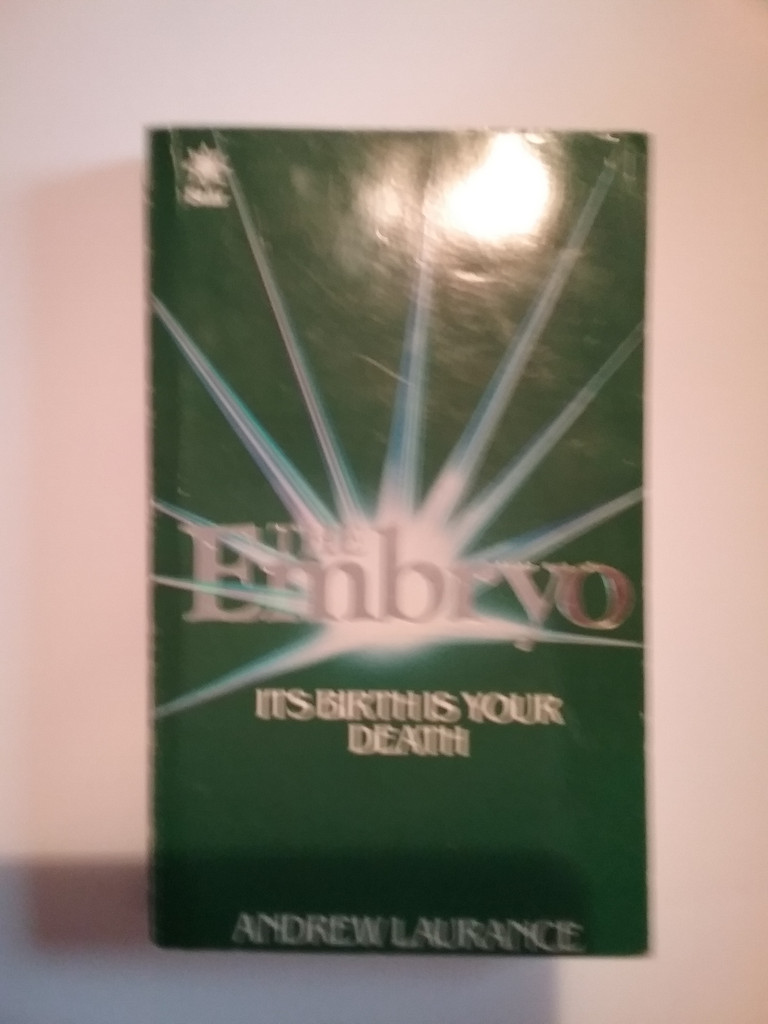 The
Embryo
ITS BIRTH IS YOUR
DEATH
ANDREW LAURANCE